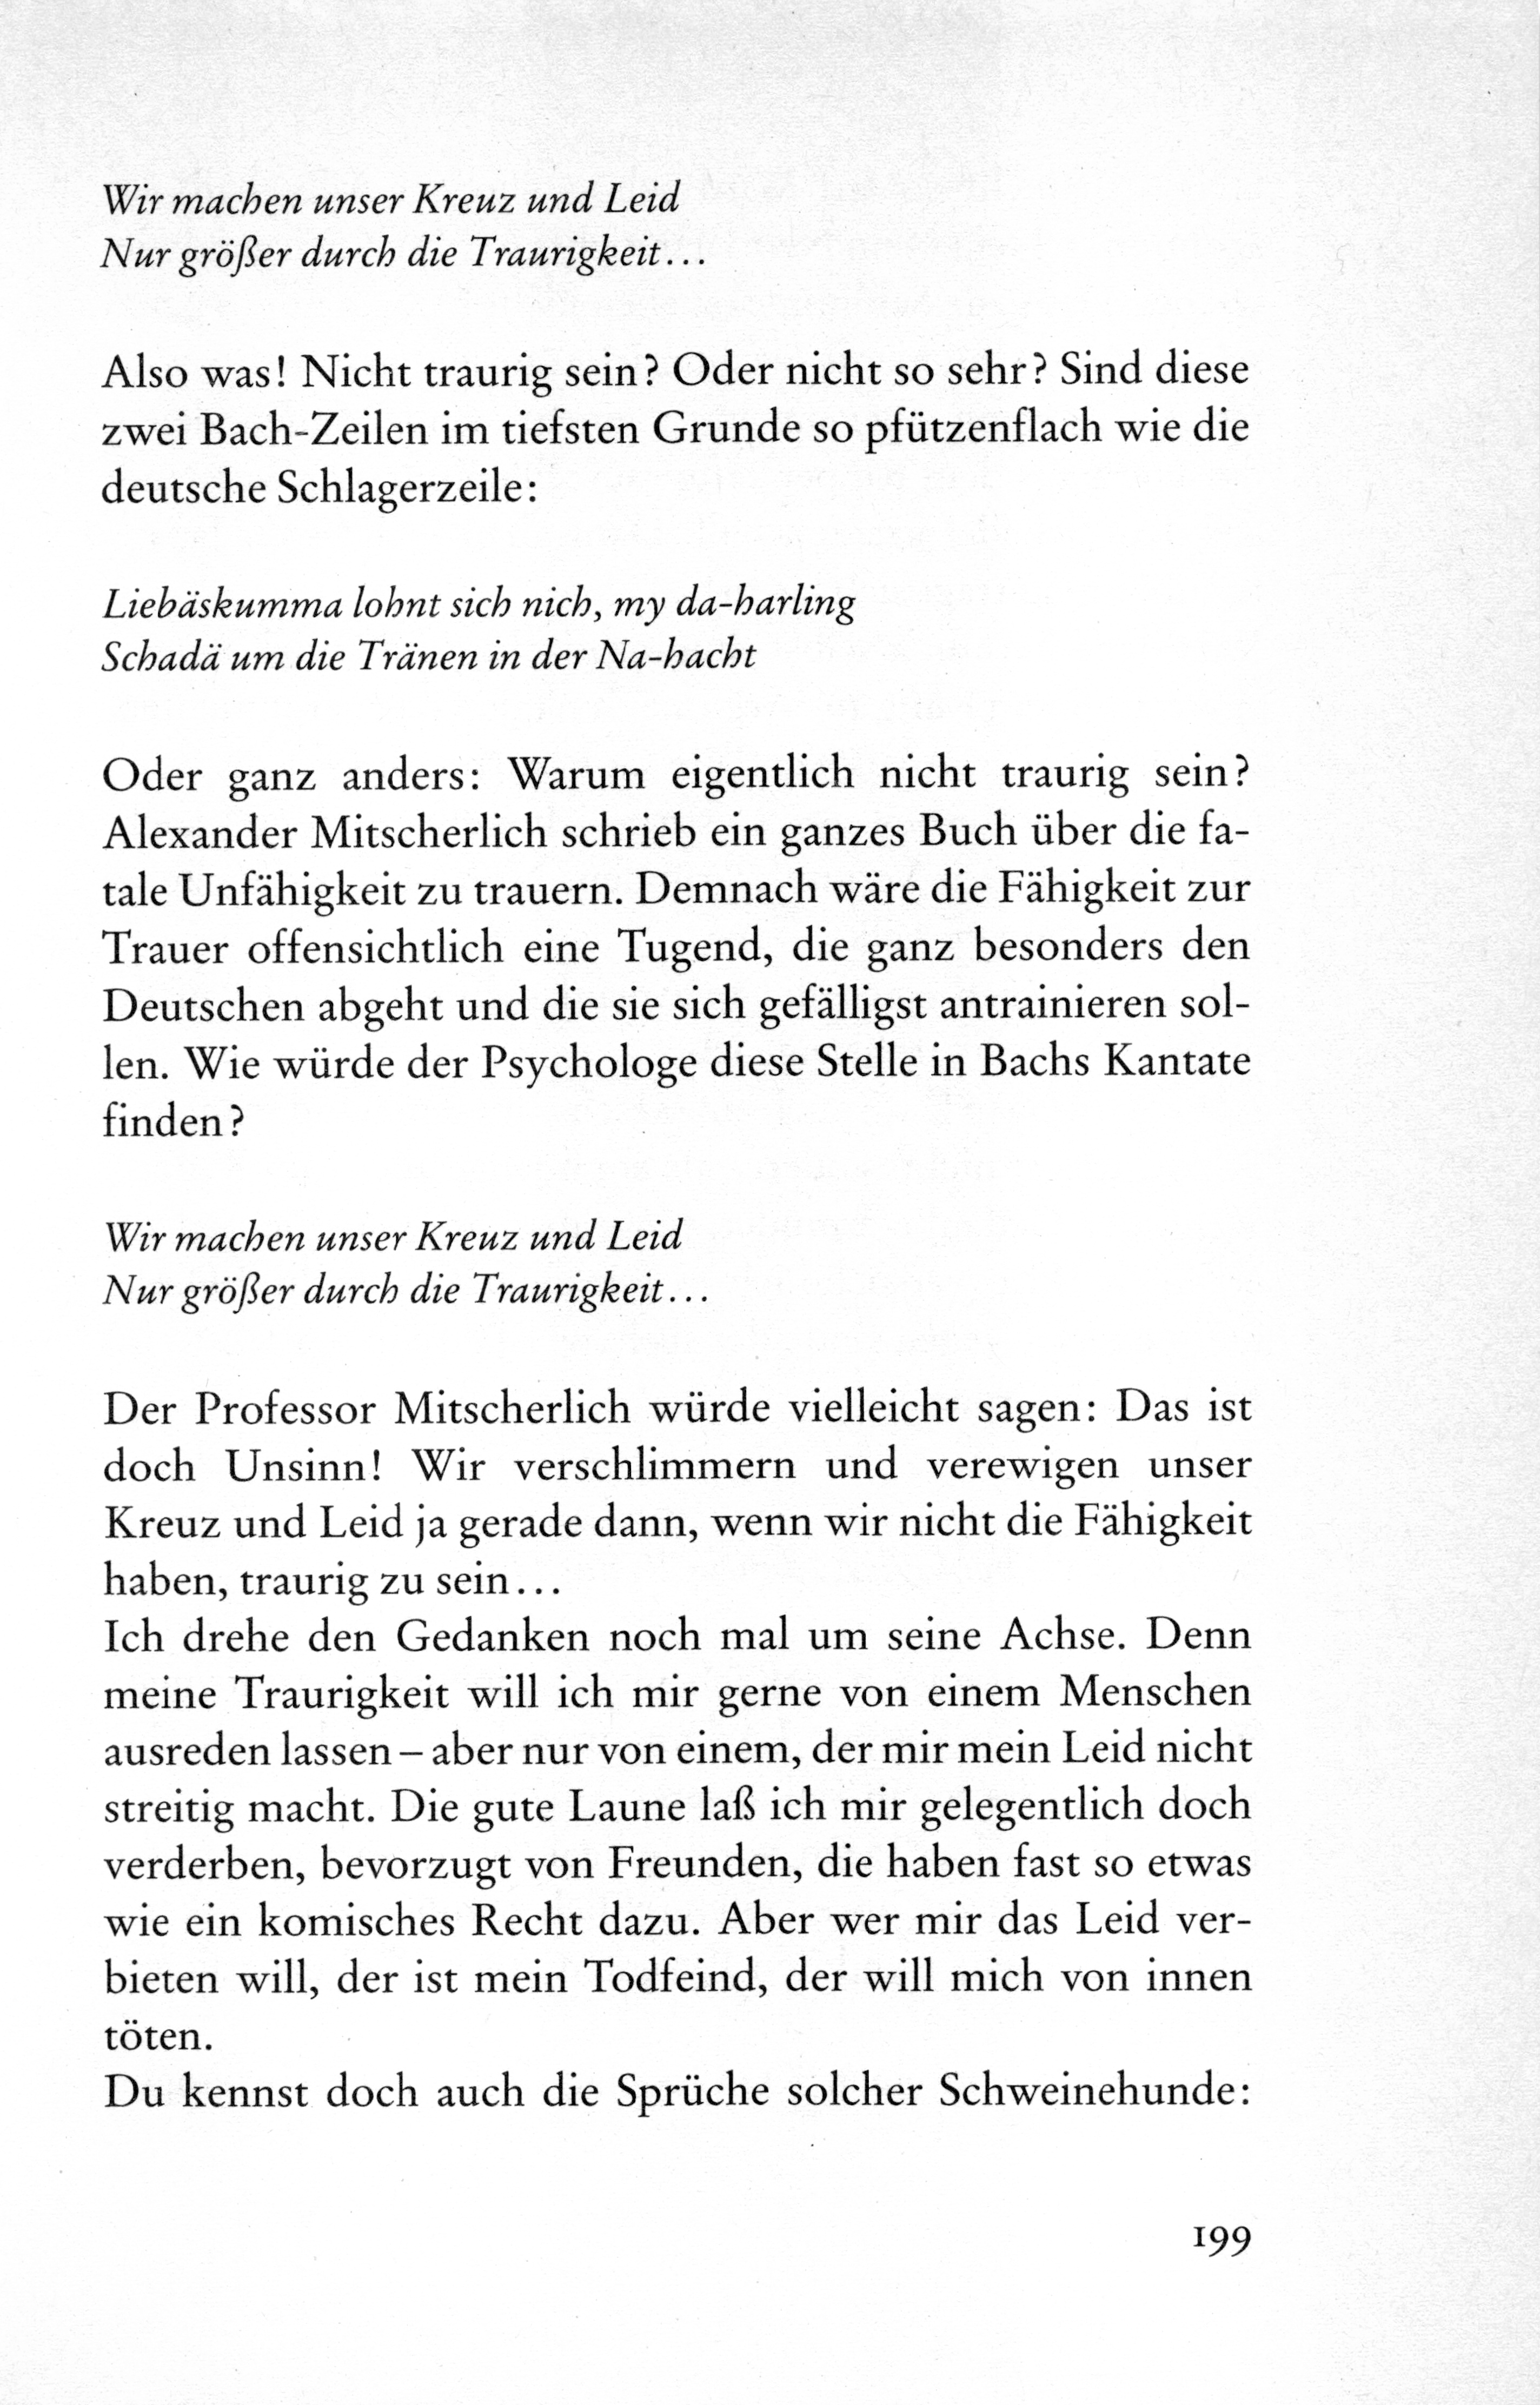 Wir machen unser Kreuz und Leid
Nur größer durch die Traurigkeit...
Also was! Nicht traurig sein? Oder nicht so sehr? Sind diese
zwei Bach-Zeilen im tiefsten Grunde so pfützenflach wie die
deutsche Schlagerzeile:
Liebäskumma lohnt sich nich, my da-harling
Schadä um die Tränen in der Na-hacht
Oder ganz anders: Warum eigentlich nicht traurig sein?
Alexander Mitscherlich schrieb ein ganzes Buch über die fa-
tale Unfähigkeit zu trauern. Demnach wäre die Fähigkeit zur
Trauer offensichtlich eine Tugend, die ganz besonders den
Deutschen abgeht und die sie sich gefälligst antrainieren sol-
len. Wie würde der Psychologe diese Stelle in Bachs Kantate
finden?
Wir machen unser Kreuz und Leid
Nur größer durch die Traurigkeit...
Der Professor Mitscherlich würde vielleicht sagen: Das ist
doch Unsinn! Wir verschlimmern und verewigen unser
Kreuz und Leid ja gerade dann, wenn wir nicht die Fähigkeit
haben, traurig zu sein...
Ich drehe den Gedanken noch mal um seine Achse. Denn
meine Traurigkeit will ich mir gerne von einem Menschen
ausreden lassen – aber nur von einem, der mir mein Leid nicht
streitig macht. Die gute Laune laß ich mir gelegentlich doch
verderben, bevorzugt von Freunden, die haben fast so etwas
wie ein komisches Recht dazu. Aber wer mir das Leid ver-
bieten will, der ist mein Todfeind, der will mich von innen
töten.
Du kennst doch auch die Sprüche solcher Schweinehunde:
199